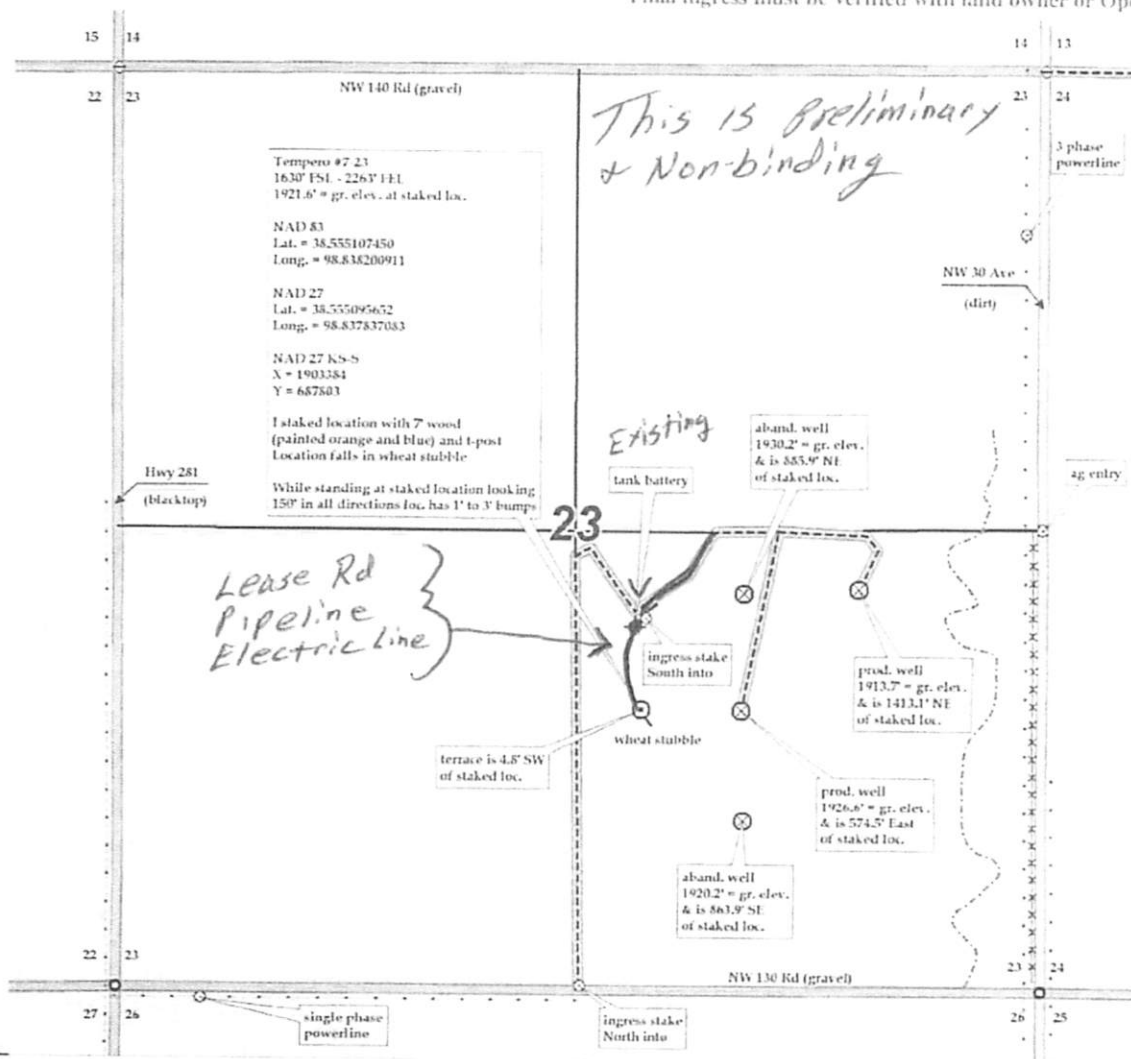 Final ingress must be verified with land owner or Op
15 14
14 13
22 23
23 24
NW 140 Rd (gravel)
This is Preliminary
& Non-binding
3 phase
powerline
Tempero #7-23
1630' FSL - 2263' FEL
1921.6' = gr. elev. at staked loc.
NAD 83
Lat. = 38.555107450
Long. = 98.838200911
NAD 27
Lat. = 38.555095652
Long. = 98.837837083
NAD 27 KS-S
X = 1903384
Y = 687803
I staked location with 7' wood
(painted orange and blue) and t-post
Location falls in wheat stubble
While standing at staked location looking
150' in all directions loc. has 1' to 3' bumps
NW 30 Ave
(dirt)
Hwy 281
(blacktop)
Existing
tank battery
aband. well
1930.2' = gr. elev.
& is 885.9' NE
of staked loc.
ag entry
23
Lease Rd
Pipeline
Electric Line
ingress stake
South into
prod. well
1913.7' = gr. elev.
& is 1413.1' NE
of staked loc.
wheat stubble
terrace is 4.8' SW
of staked loc.
prod. well
1926.6' = gr. elev.
& is 574.5' East
of staked loc.
aband. well
1920.2' = gr. elev.
& is 863.9' SE
of staked loc.
22 23
23 24
NW 130 Rd (gravel)
27 26
26 25
single phase
powerline
ingress stake
North into